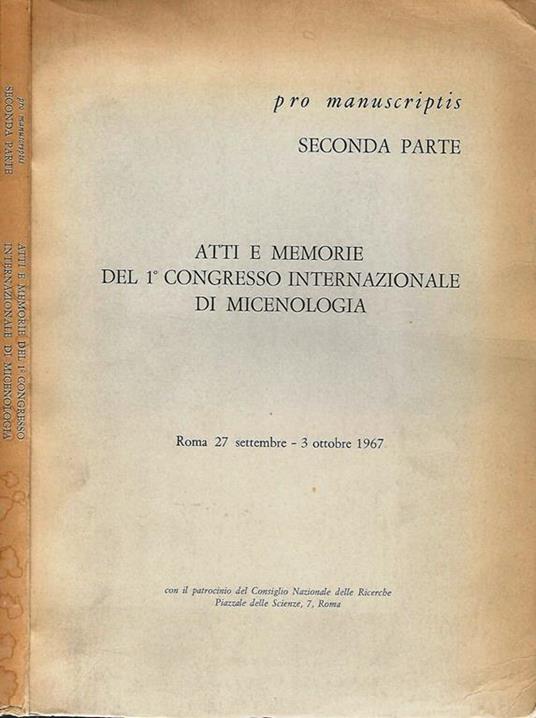 pro manuscriptis
SECONDA PARTE
ATTI E MEMORIE
DEL 1° CONGRESSO INTERNAZIONALE
DI MICENOLOGIA
Roma 27 settembre - 3 ottobre 1967
con il patrocinio del Consiglio Nazionale delle Ricerche
Piazzale delle Scienze, 7, Roma
pro manuscriptis
SECONDA PARTE
ATTI E MEMORIE DEL 1° CONGRESSO
INTERNAZIONALE DI MICENOLOGIA